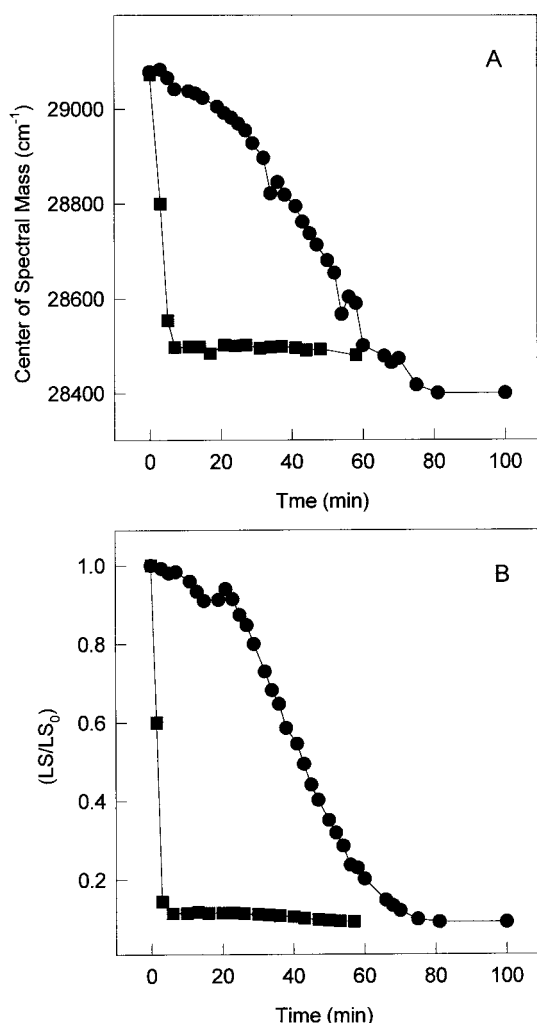 A
Center of Spectral Mass (cm⁻¹)
29000
28800
28600
28400
0 20 40 60 80 100
Tme (min)
B
(LS/LS₀)
1.0
0.8
0.6
0.4
0.2
0 20 40 60 80 100
Time (min)